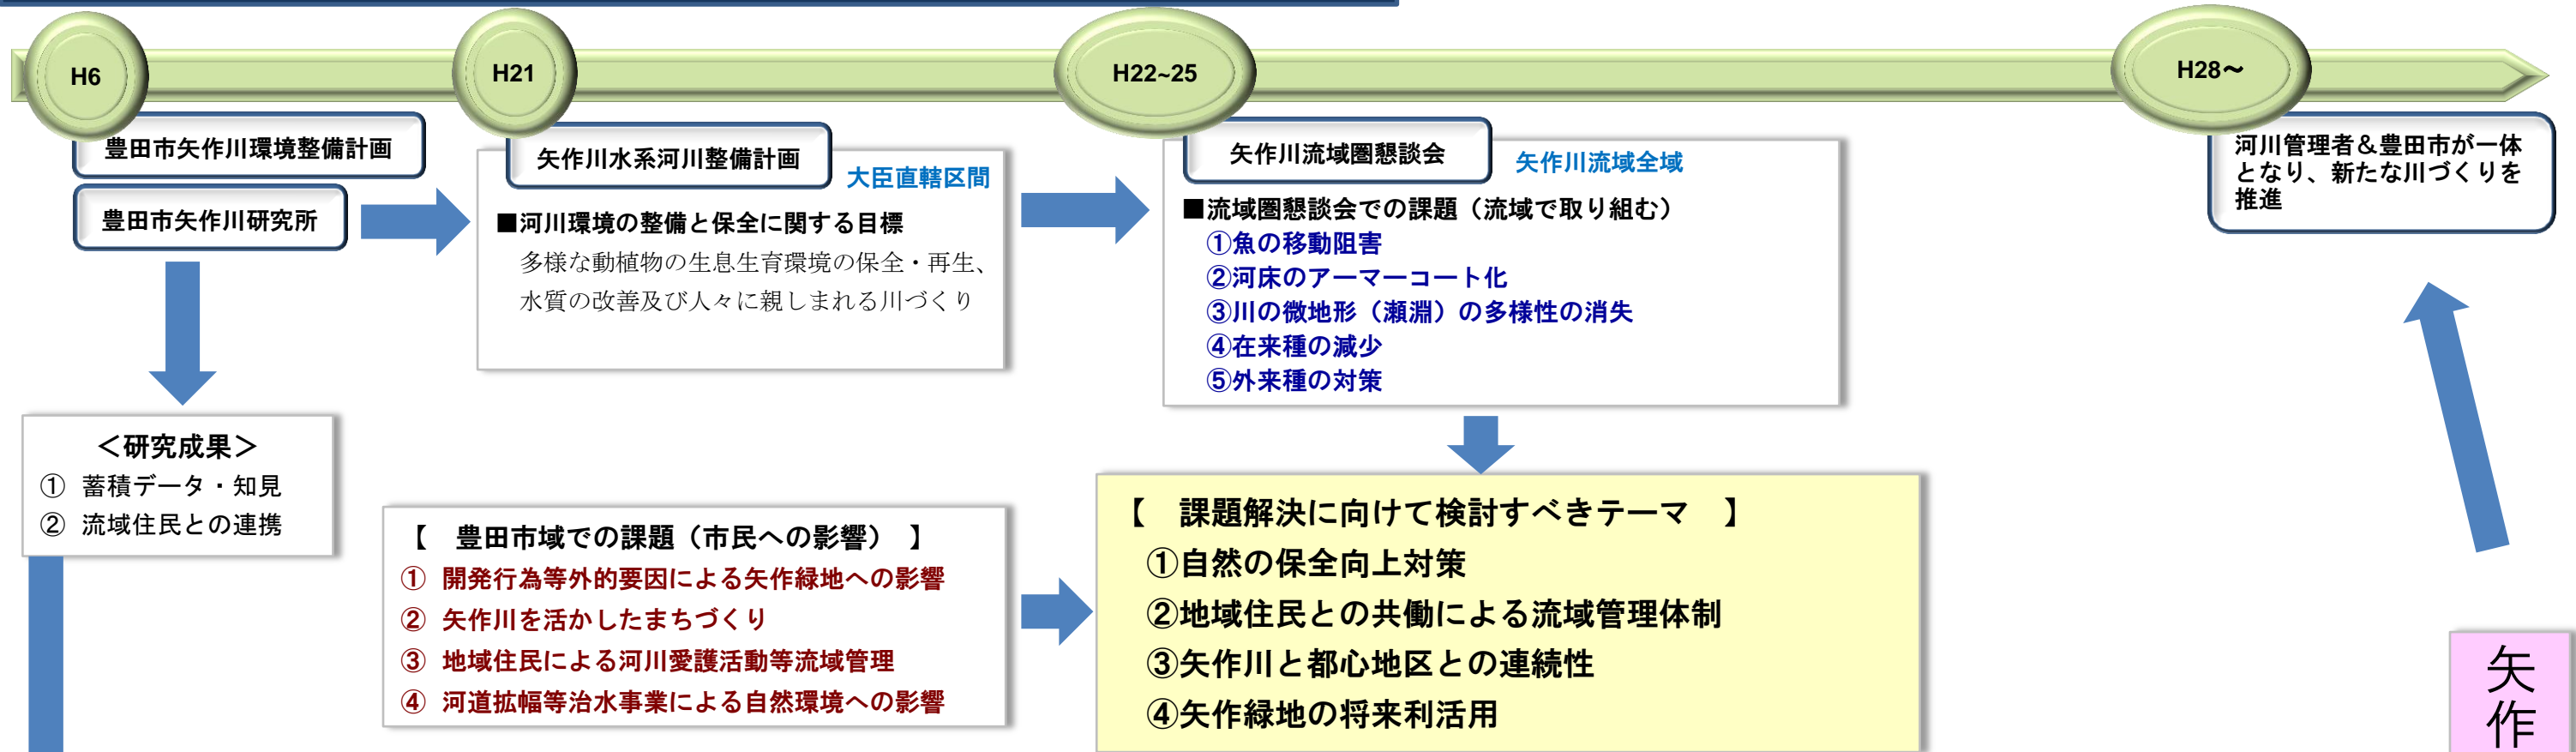 H6
H21
H22~25
H28～
豊田市矢作川環境整備計画
豊田市矢作川研究所
矢作川水系河川整備計画
大臣直轄区間
■河川環境の整備と保全に関する目標
多様な動植物の生息生育環境の保全・再生、
水質の改善及び人々に親しまれる川づくり
矢作川流域圏懇談会
矢作川流域全域
■流域圏懇談会での課題（流域で取り組む）
①魚の移動阻害
②河床のアーマーコート化
③川の微地形（瀬淵）の多様性の消失
④在来種の減少
⑤外来種の対策
河川管理者＆豊田市が一体
となり、新たな川づくりを
推進
＜研究成果＞
① 蓄積データ・知見
② 流域住民との連携
【　豊田市域での課題（市民への影響）　】
① 開発行為等外的要因による矢作緑地への影響
② 矢作川を活かしたまちづくり
③ 地域住民による河川愛護活動等流域管理
④ 河道拡幅等治水事業による自然環境への影響
【　課題解決に向けて検討すべきテーマ　】
①自然の保全向上対策
②地域住民との共働による流域管理体制
③矢作川と都心地区との連続性
④矢作緑地の将来利活用
矢作